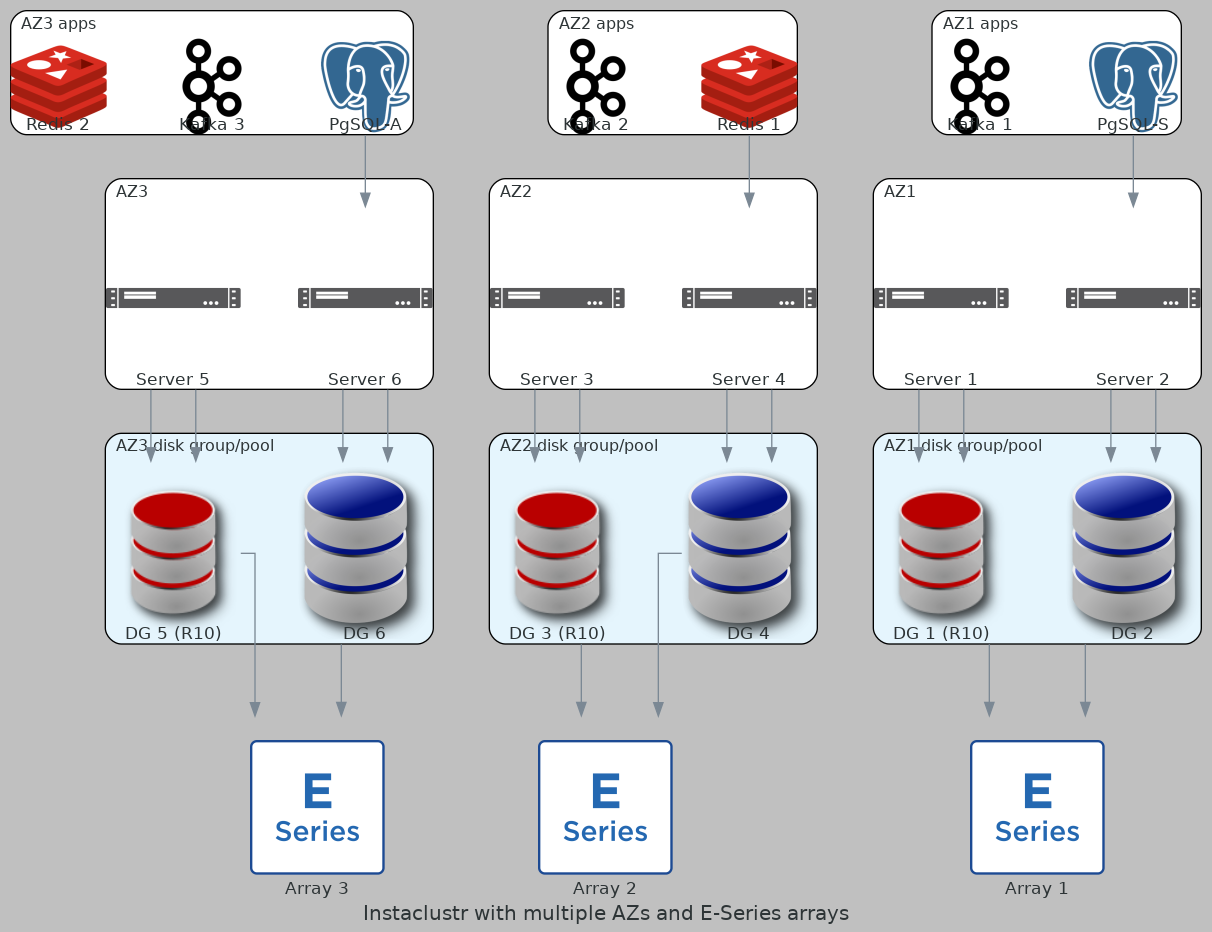 AZ3 apps
AZ2 apps
AZ1 apps
Redis 2
Kafka 3
PgSQL-A
Kafka 2
Redis 1
Kafka 1
PgSQL-S
AZ3
AZ2
AZ1
Server 5
Server 6
Server 3
Server 4
Server 1
Server 2
AZ3 disk group/pool
AZ2 disk group/pool
AZ1 disk group/pool
DG 5 (R10)
DG 6
DG 3 (R10)
DG 4
DG 1 (R10)
DG 2
E
Series
E
Series
E
Series
Array 3
Array 2
Array 1
Instaclustr with multiple AZs and E-Series arrays